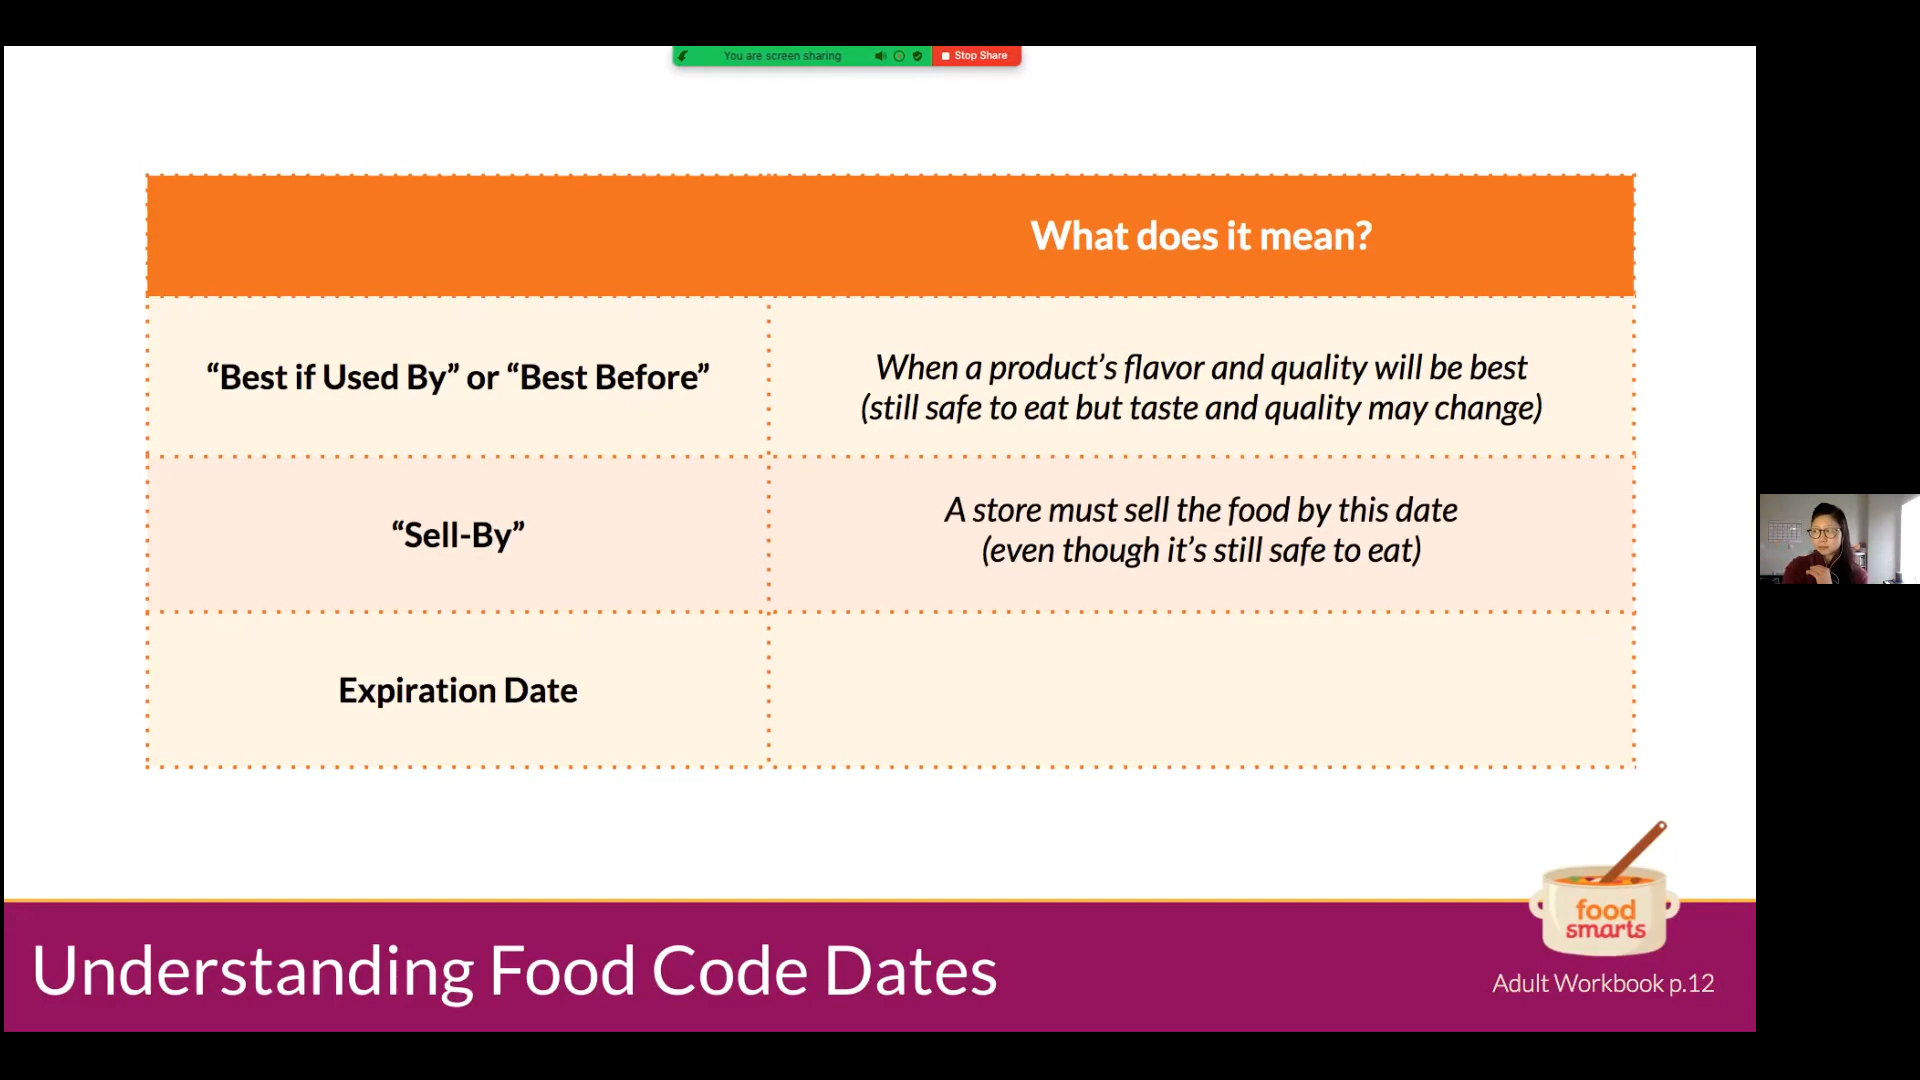 You are screen sharing
Stop Share
What does it mean?
“Best if Used By” or “Best Before”
When a product’s flavor and quality will be best
(still safe to eat but taste and quality may change)
“Sell-By”
A store must sell the food by this date
(even though it’s still safe to eat)
Expiration Date
food
smarts
Understanding Food Code Dates
Adult Workbook p.12